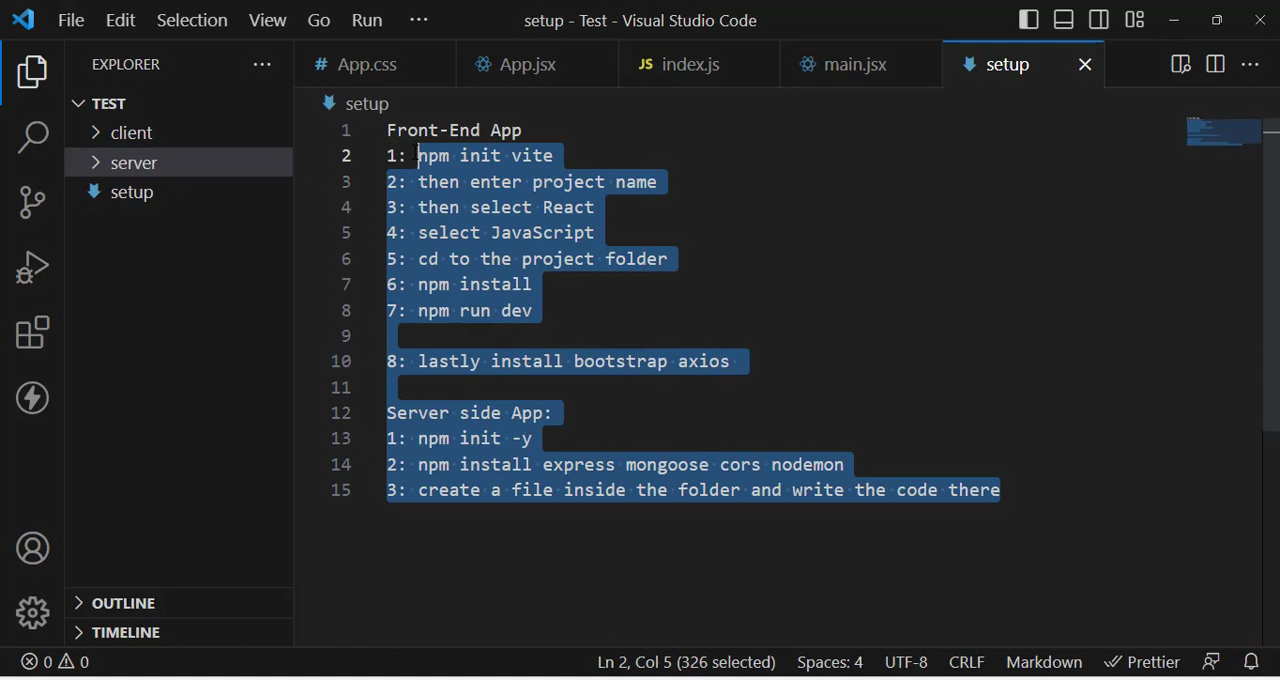 File Edit Selection View Go Run ··· setup - Test - Visual Studio Code
EXPLORER ···
# App.css App.jsx JS index.js main.jsx setup ···
TEST
client
server
setup
setup
1 Front-End App
2 1: npm init vite
3 2: then enter project name
4 3: then select React
5 4: select JavaScript
6 5: cd to the project folder
7 6: npm install
8 7: npm run dev
9
10 8: lastly install bootstrap axios
11
12 Server side App:
13 1: npm init -y
14 2: npm install express mongoose cors nodemon
15 3: create a file inside the folder and write the code there
OUTLINE
TIMELINE
0 0 Ln 2, Col 5 (326 selected) Spaces: 4 UTF-8 CRLF Markdown Prettier